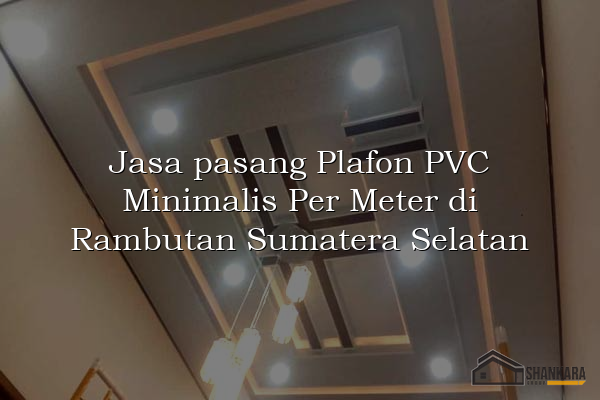 Jasa pasang Plafon PVC
Minimalis Per Meter di
Rambutan Sumatera Selatan
SHANKARA